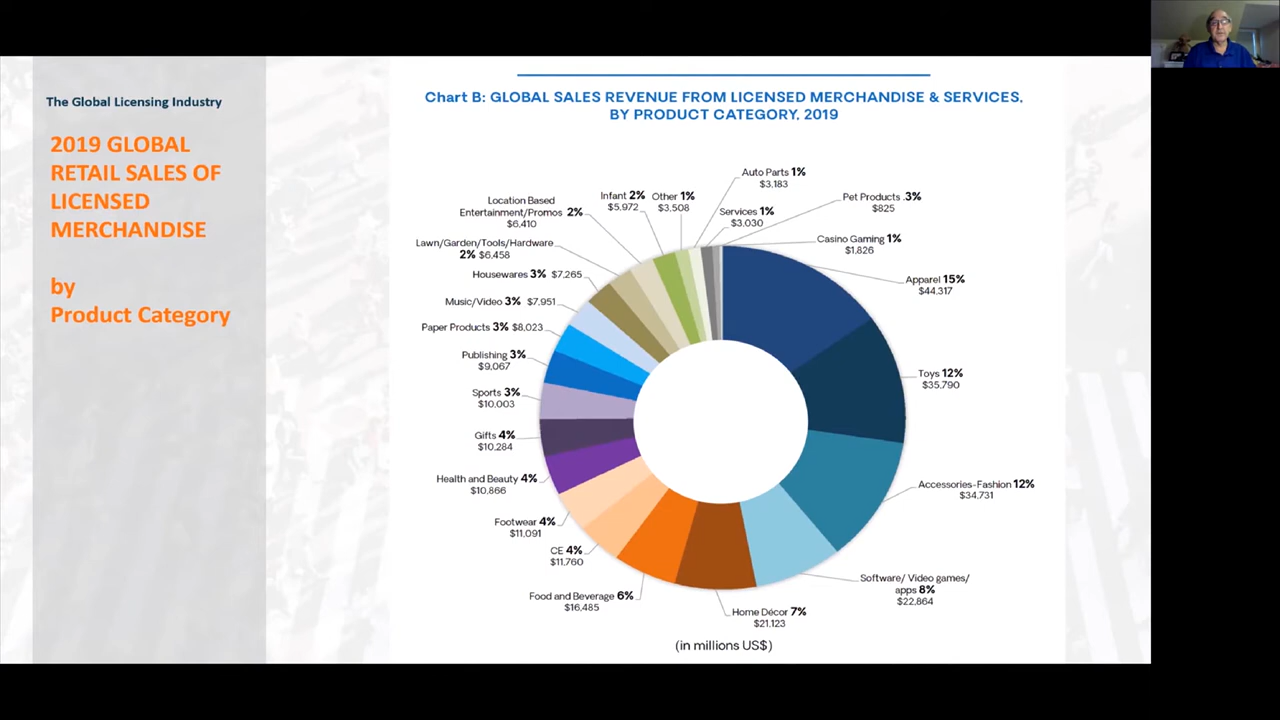 The Global Licensing Industry
2019 GLOBAL
RETAIL SALES OF
LICENSED
MERCHANDISE
by
Product Category
Chart B: GLOBAL SALES REVENUE FROM LICENSED MERCHANDISE & SERVICES,
BY PRODUCT CATEGORY, 2019
Auto Parts 1%
$3,183
Pet Products .3%
$825
Services 1%
$3,030
Casino Gaming 1%
$1,826
Apparel 15%
$44,317
Toys 12%
$35,790
Accessories-Fashion 12%
$34,731
Software/ Video games/
apps 8%
$22,864
Home Décor 7%
$21,123
Food and Beverage 6%
$16,485
CE 4%
$11,760
Footwear 4%
$11,091
Health and Beauty 4%
$10,866
Gifts 4%
$10,284
Sports 3%
$10,003
Publishing 3%
$9,067
Paper Products 3% $8,023
Music/Video 3% $7,951
Housewares 3% $7,265
Lawn/Garden/Tools/Hardware
2% $6,458
Location Based
Entertainment/Promos 2%
$6,410
Infant 2%
$5,972
Other 1%
$3,508
(in millions US$)